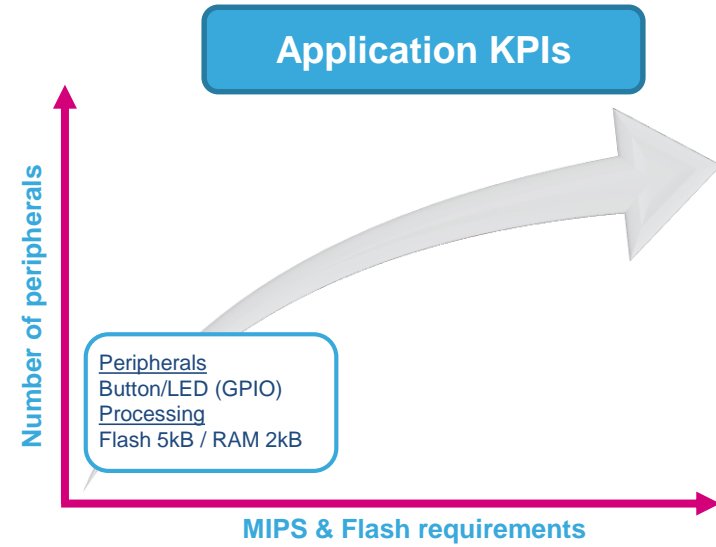 Application KPIs
Number of peripherals
Peripherals
Button/LED (GPIO)
Processing
Flash 5kB / RAM 2kB
MIPS & Flash requirements